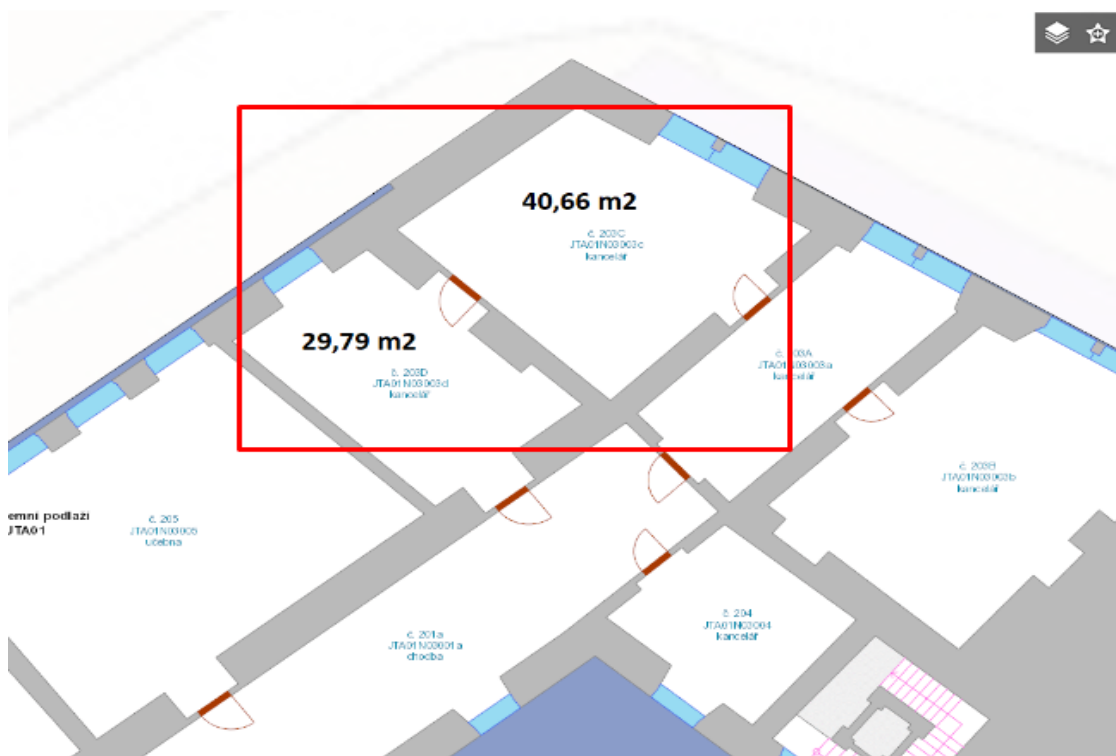 40,66 m2
č. 203C
JTA01N03003c
kancelář
29,79 m2
č. 203D
JTA01N03003d
kancelář
č. 203A
JTA01N03003a
kancelář
č. 203B
JTA01N03003b
kancelář
emní podlaží
JTA01
č. 205
JTA01N03005
učebna
č. 204
JTA01N03004
kancelář
č. 201a
JTA01N03001a
chodba